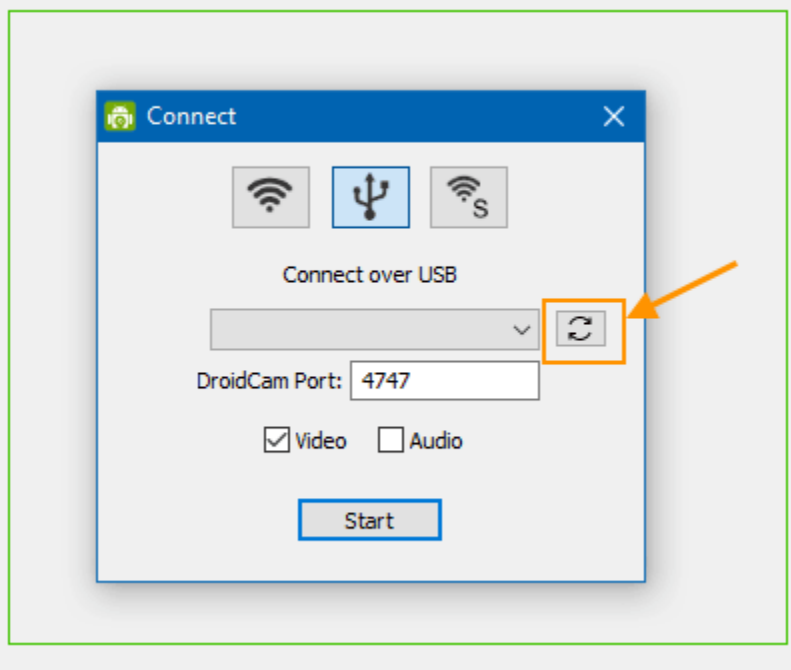 Connect
S
Connect over USB
DroidCam Port: 4747
Video Audio
Start